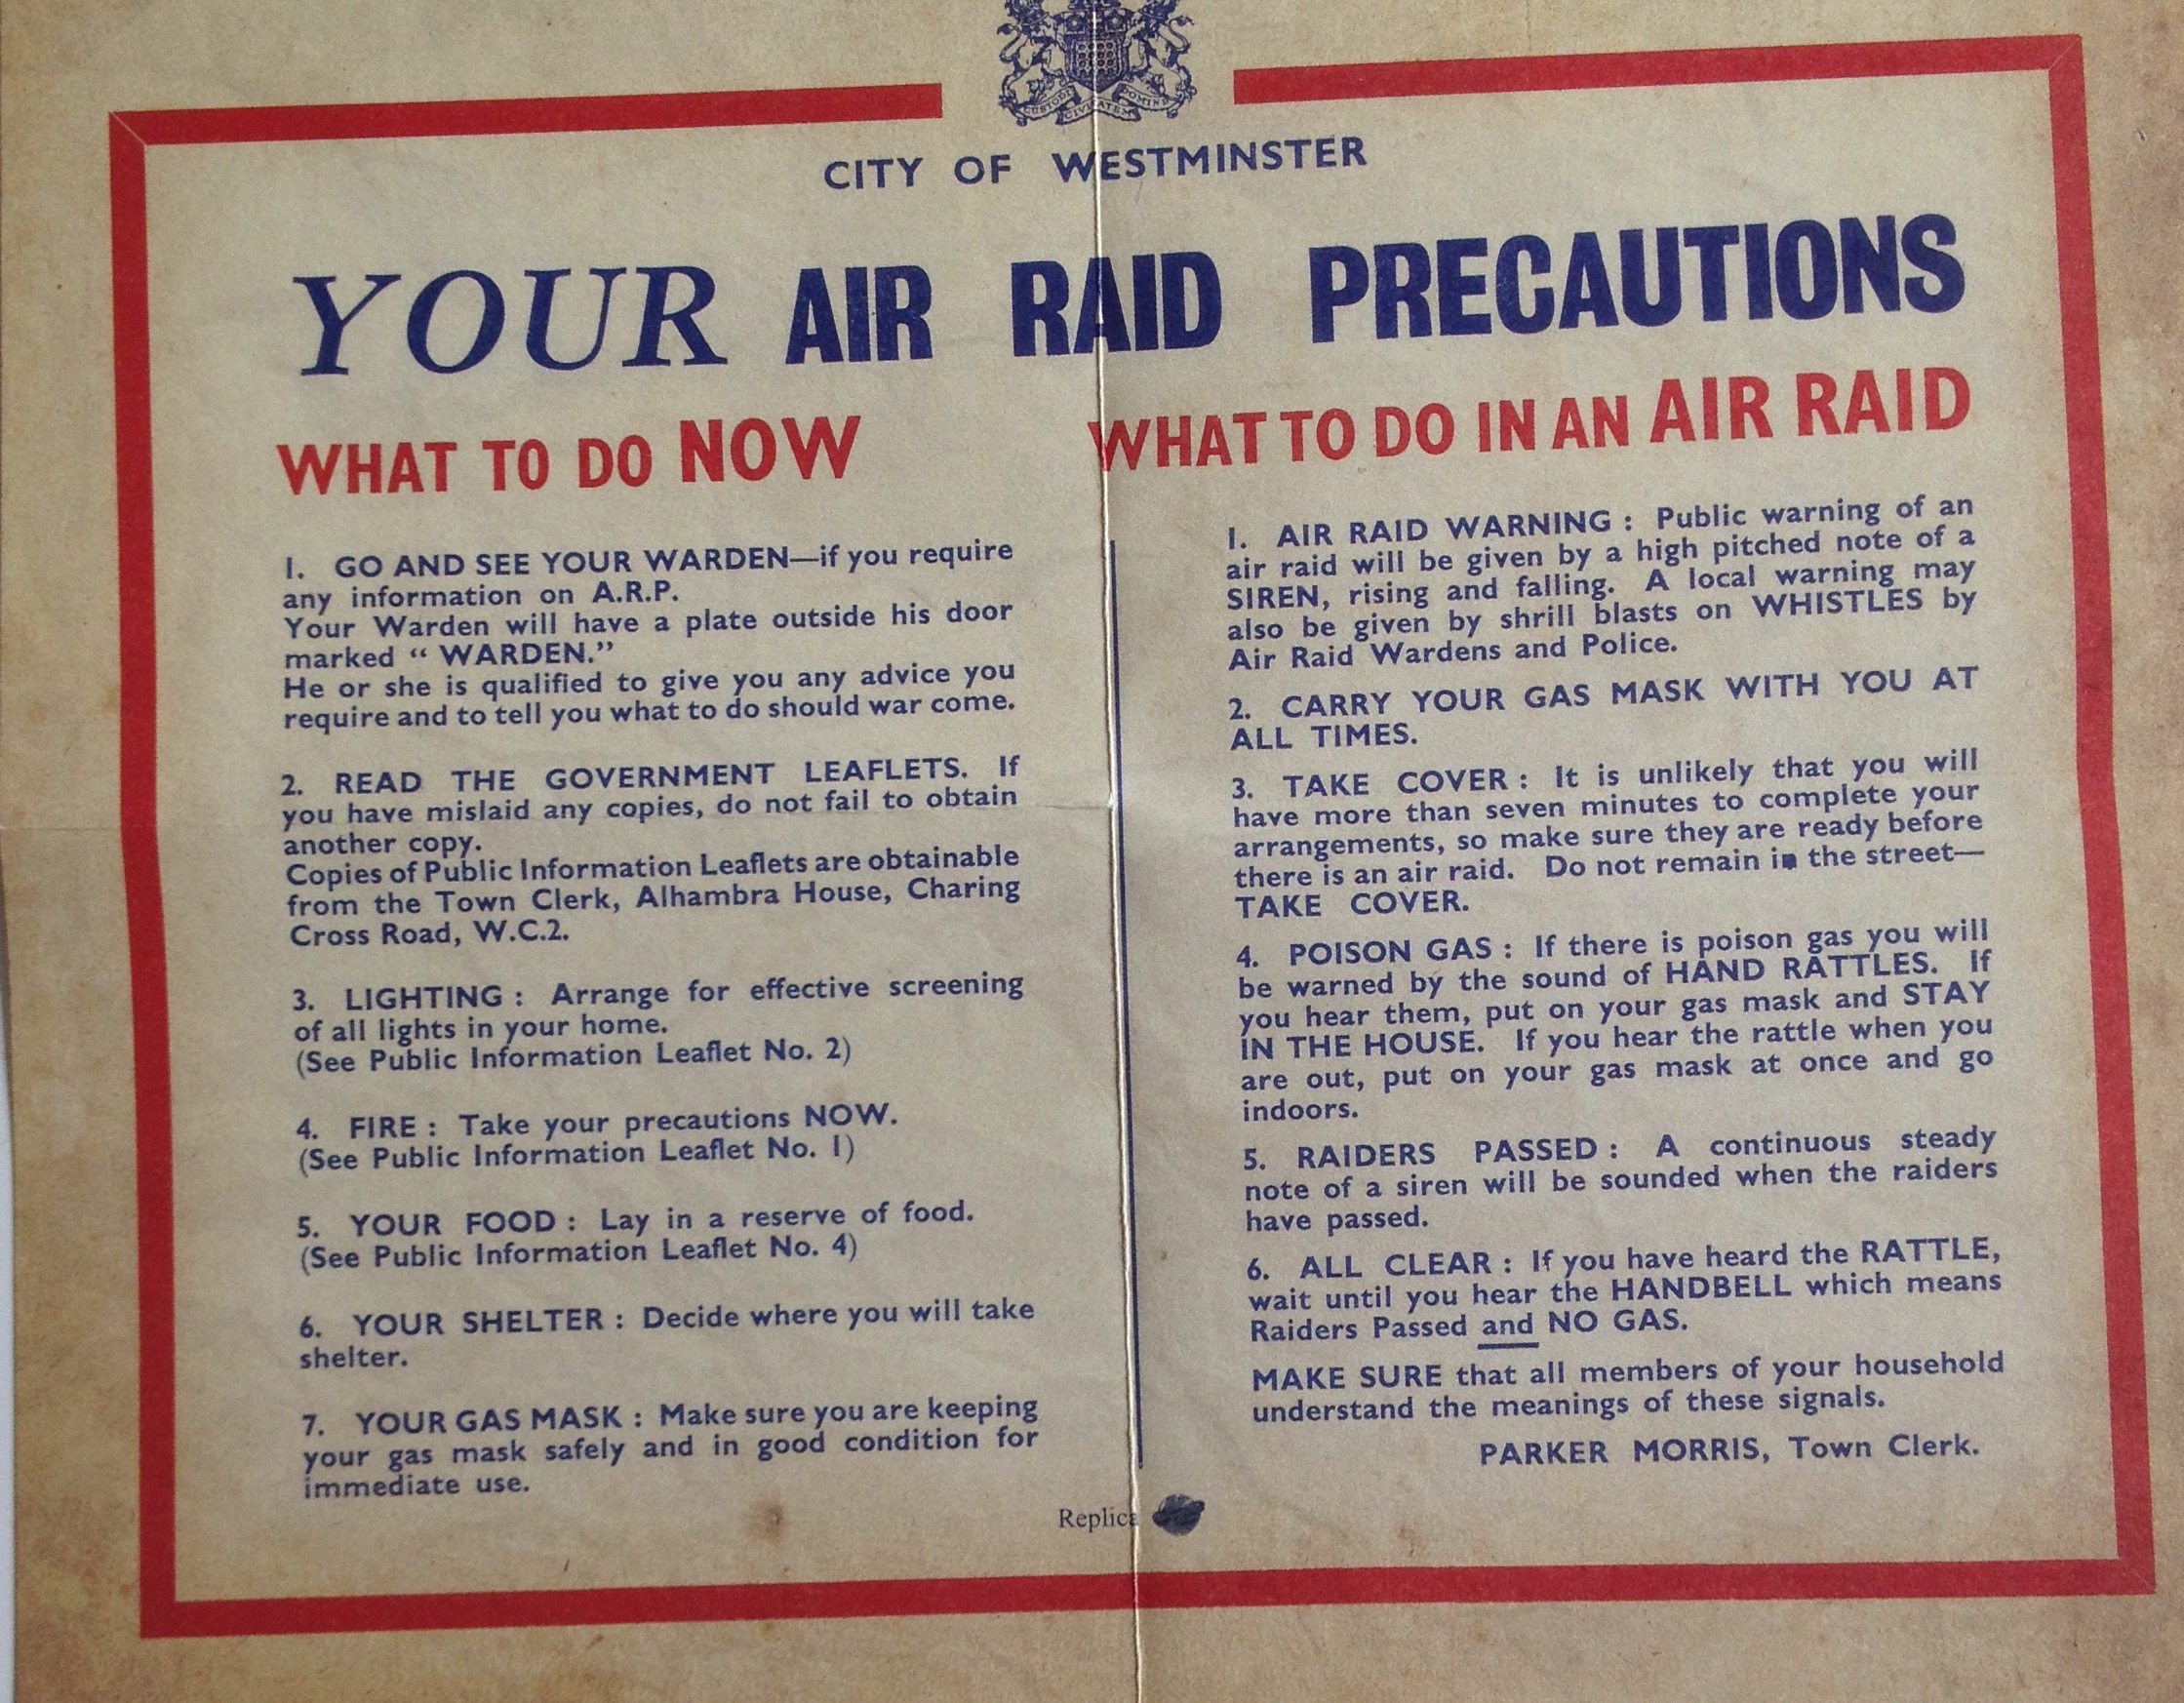 CUSTODI CIVITATEM DOMINE
CITY OF WESTMINSTER
YOUR AIR RAID PRECAUTIONS
WHAT TO DO NOW
1. GO AND SEE YOUR WARDEN—if you require
any information on A.R.P.
Your Warden will have a plate outside his door
marked “ WARDEN.”
He or she is qualified to give you any advice you
require and to tell you what to do should war come.
2. READ THE GOVERNMENT LEAFLETS. If
you have mislaid any copies, do not fail to obtain
another copy.
Copies of Public Information Leaflets are obtainable
from the Town Clerk, Alhambra House, Charing
Cross Road, W.C.2.
3. LIGHTING : Arrange for effective screening
of all lights in your home.
(See Public Information Leaflet No. 2)
4. FIRE : Take your precautions NOW.
(See Public Information Leaflet No. 1)
5. YOUR FOOD : Lay in a reserve of food.
(See Public Information Leaflet No. 4)
6. YOUR SHELTER : Decide where you will take
shelter.
7. YOUR GAS MASK : Make sure you are keeping
your gas mask safely and in good condition for
immediate use.
WHAT TO DO IN AN AIR RAID
1. AIR RAID WARNING : Public warning of an
air raid will be given by a high pitched note of a
SIREN, rising and falling. A local warning may
also be given by shrill blasts on WHISTLES by
Air Raid Wardens and Police.
2. CARRY YOUR GAS MASK WITH YOU AT
ALL TIMES.
3. TAKE COVER : It is unlikely that you will
have more than seven minutes to complete your
arrangements, so make sure they are ready before
there is an air raid. Do not remain in the street—
TAKE COVER.
4. POISON GAS : If there is poison gas you will
be warned by the sound of HAND RATTLES. If
you hear them, put on your gas mask and STAY
IN THE HOUSE. If you hear the rattle when you
are out, put on your gas mask at once and go
indoors.
5. RAIDERS PASSED : A continuous steady
note of a siren will be sounded when the raiders
have passed.
6. ALL CLEAR : If you have heard the RATTLE,
wait until you hear the HANDBELL which means
Raiders Passed and NO GAS.
MAKE SURE that all members of your household
understand the meanings of these signals.
PARKER MORRIS, Town Clerk.
Replica